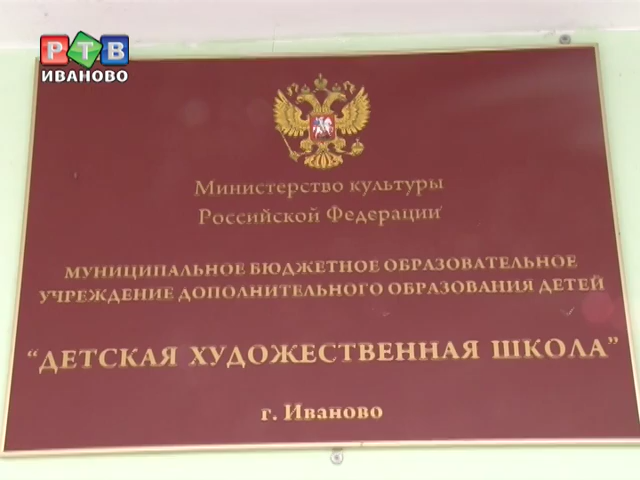 РТВ
ИВАНОВО
Министерство культуры
Российской Федерации
МУНИЦИПАЛЬНОЕ БЮДЖЕТНОЕ ОБРАЗОВАТЕЛЬНОЕ
УЧРЕЖДЕНИЕ ДОПОЛНИТЕЛЬНОГО ОБРАЗОВАНИЯ ДЕТЕЙ
“ДЕТСКАЯ ХУДОЖЕСТВЕННАЯ ШКОЛА”
г. Иваново